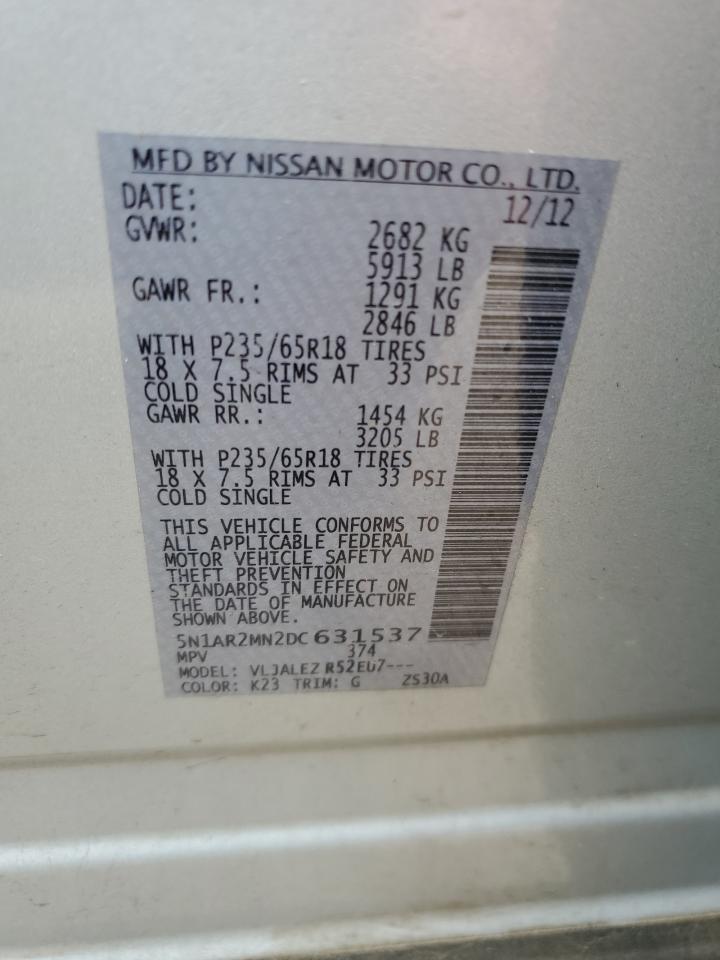 MFD BY NISSAN MOTOR CO., LTD.
DATE: 12/12
GVWR: 2682 KG
5913 LB
GAWR FR.: 1291 KG
2846 LB
WITH P235/65R18 TIRES
18 X 7.5 RIMS AT 33 PSI
COLD SINGLE
GAWR RR.: 1454 KG
3205 LB
WITH P235/65R18 TIRES
18 X 7.5 RIMS AT 33 PSI
COLD SINGLE
THIS VEHICLE CONFORMS TO
ALL APPLICABLE FEDERAL
MOTOR VEHICLE SAFETY AND
THEFT PREVENTION
STANDARDS IN EFFECT ON
THE DATE OF MANUFACTURE
SHOWN ABOVE.
5N1AR2MN2DC631537
MPV 374
MODEL:
COLOR: K23 TRIM: G ZS30A